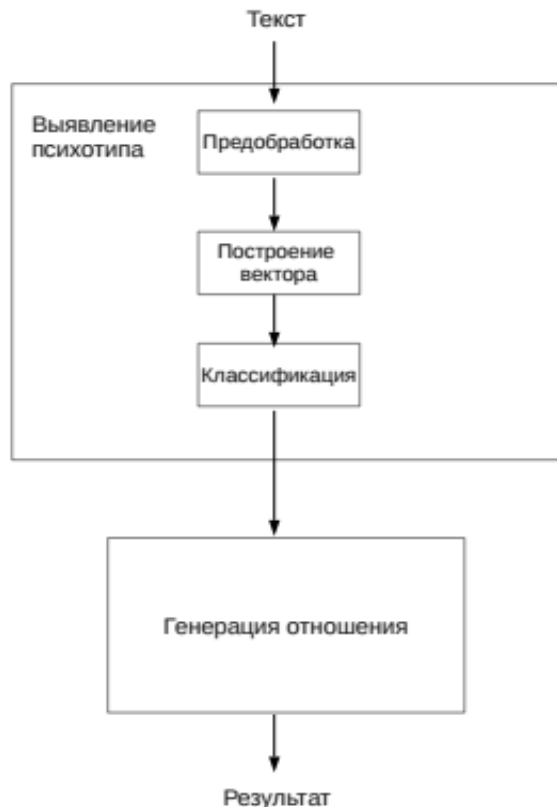 Текст
Выявление
психотипа
Предобработка
Построение
вектора
Классификация
Генерация отношения
Результат